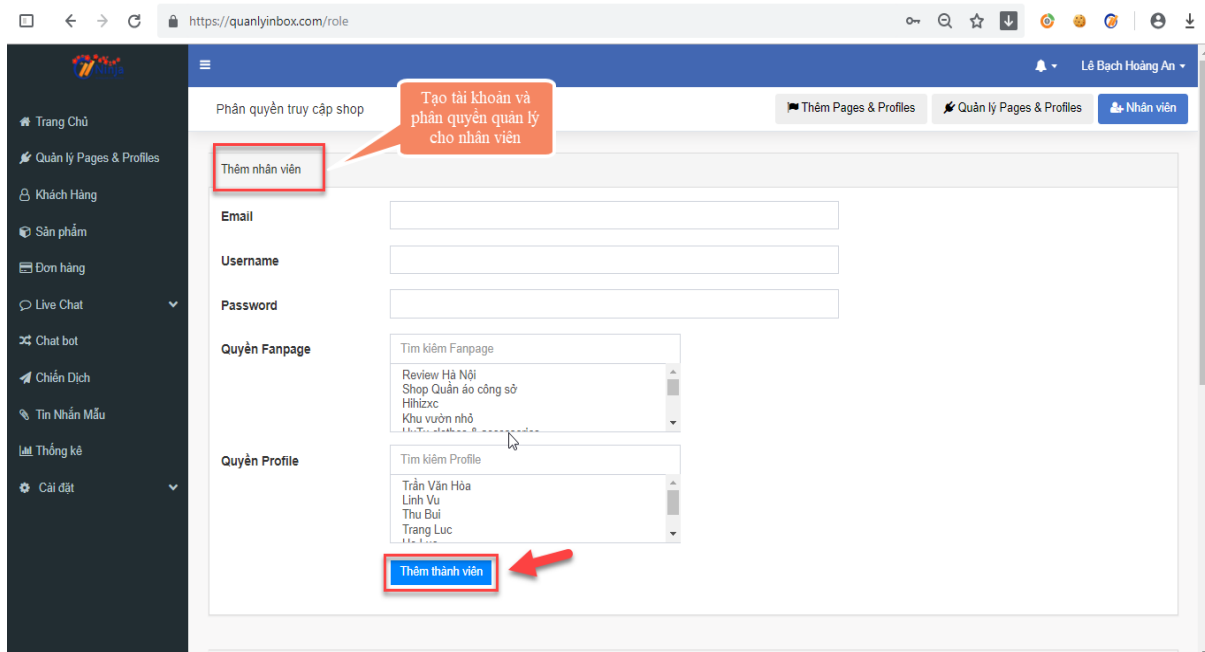 https://quanlyinbox.com/role
Lê Bạch Hoàng An
Phân quyền truy cập shop
Thêm Pages & Profiles
Quản lý Pages & Profiles
Nhân viên
Tạo tài khoản và
phân quyền quản lý
cho nhân viên
Trang Chủ
Quản lý Pages & Profiles
Khách Hàng
Sản phẩm
Đơn hàng
Live Chat
Chat bot
Chiến Dịch
Tin Nhắn Mẫu
Thống kê
Cài đặt
Thêm nhân viên
Email
Username
Password
Quyền Fanpage
Tìm kiếm Fanpage
Review Hà Nội
Shop Quần áo công sở
Hihizxc
Khu vườn nhỏ
Quyền Profile
Tìm kiếm Profile
Trần Văn Hòa
Linh Vu
Thu Bui
Trang Luc
Thêm thành viên